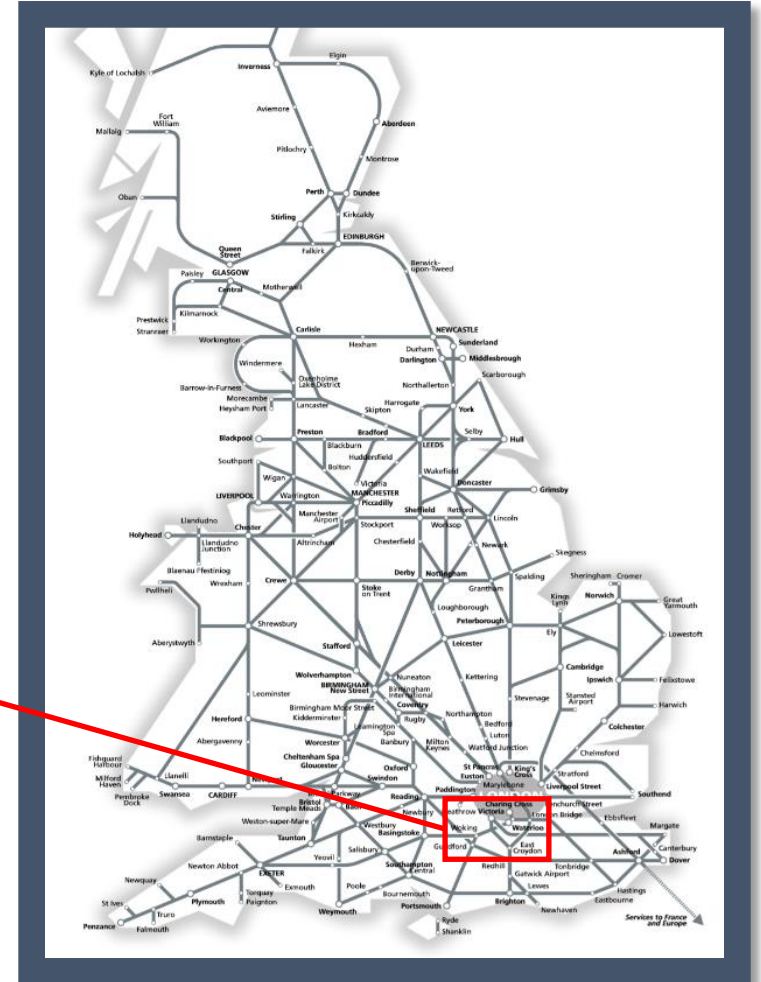 Elgin
Inverness
Kyle of Lochalsh
Aviemore
Fort
William
Aberdeen
Mallaig
Pitlochry
Montrose
Perth
Dundee
Oban
Stirling
Kirkcaldy
EDINBURGH
Queen
Street
Falkirk
Berwick-
upon-Tweed
Paisley
GLASGOW
Central
Motherwell
Prestwick
Kilmarnock
Stranraer
Carlisle
NEWCASTLE
Workington
Hexham
Durham
Sunderland
Darlington
Middlesbrough
Windermere
Scarborough
Oxenholme
Lake District
Barrow-in-Furness
Northallerton
Morecambe
Lancaster
Harrogate
Heysham Port
Skipton
York
Blackpool
Preston
Bradford
LEEDS
Selby
Hull
Blackburn
Southport
Huddersfield
Bolton
Wakefield
Wigan
Victoria
Doncaster
MANCHESTER
Piccadilly
Grimsby
LIVERPOOL
Warrington
Sheffield
Retford
Manchester
Airport
Lincoln
Llandudno
Stockport
Worksop
Holyhead
Chester
Llandudno
Junction
Altrincham
Chesterfield
Newark
Skegness
Blaenau Ffestiniog
Derby
Nottingham
Sheringham
Cromer
Wrexham
Crewe
Stoke
on Trent
Spalding
Pwllheli
Grantham
Kings
Lynn
Norwich
Great
Yarmouth
Loughborough
Shrewsbury
Peterborough
Ely
Lowestoft
Aberystwyth
Stafford
Leicester
Cambridge
Wolverhampton
Nuneaton
Kettering
Ipswich
Felixstowe
BIRMINGHAM
New Street
Birmingham
International
Stansted
Airport
Leominster
Stevenage
Harwich
Birmingham Moor Street
Coventry
Kidderminster
Rugby
Northampton
Hereford
Bedford
Colchester
Leamington
Spa
Luton
Worcester
Banbury
Milton
Keynes
Abergavenny
Watford Junction
Chelmsford
Cheltenham Spa
Fishguard
Harbour
Gloucester
Oxford
St Pancras
King's
Cross
Euston
Stratford
Llanelli
Swindon
Marylebone
Milford
Haven
Newport
Parkway
Paddington
Liverpool Street
Pembroke
Dock
Swansea
CARDIFF
Reading
Southend
Bristol
Temple Meads
Bath
Charing Cross
Fenchurch Street
Heathrow
Victoria
London Bridge
Newbury
Ebbsfleet
Weston-super-Mare
Westbury
Woking
Waterloo
Margate
Barnstaple
Taunton
Basingstoke
Canterbury
Guildford
East
Croydon
Salisbury
Ashford
Dover
Yeovil
Newton Abbot
Southampton
Central
Redhill
Tonbridge
EXETER
Gatwick Airport
Newquay
Exmouth
Poole
Lewes
Hastings
Torquay
Bournemouth
Eastbourne
St Ives
Plymouth
Paignton
Portsmouth
Brighton
Newhaven
Weymouth
Truro
Ryde
Services to France
and Europe
Penzance
Falmouth
Shanklin